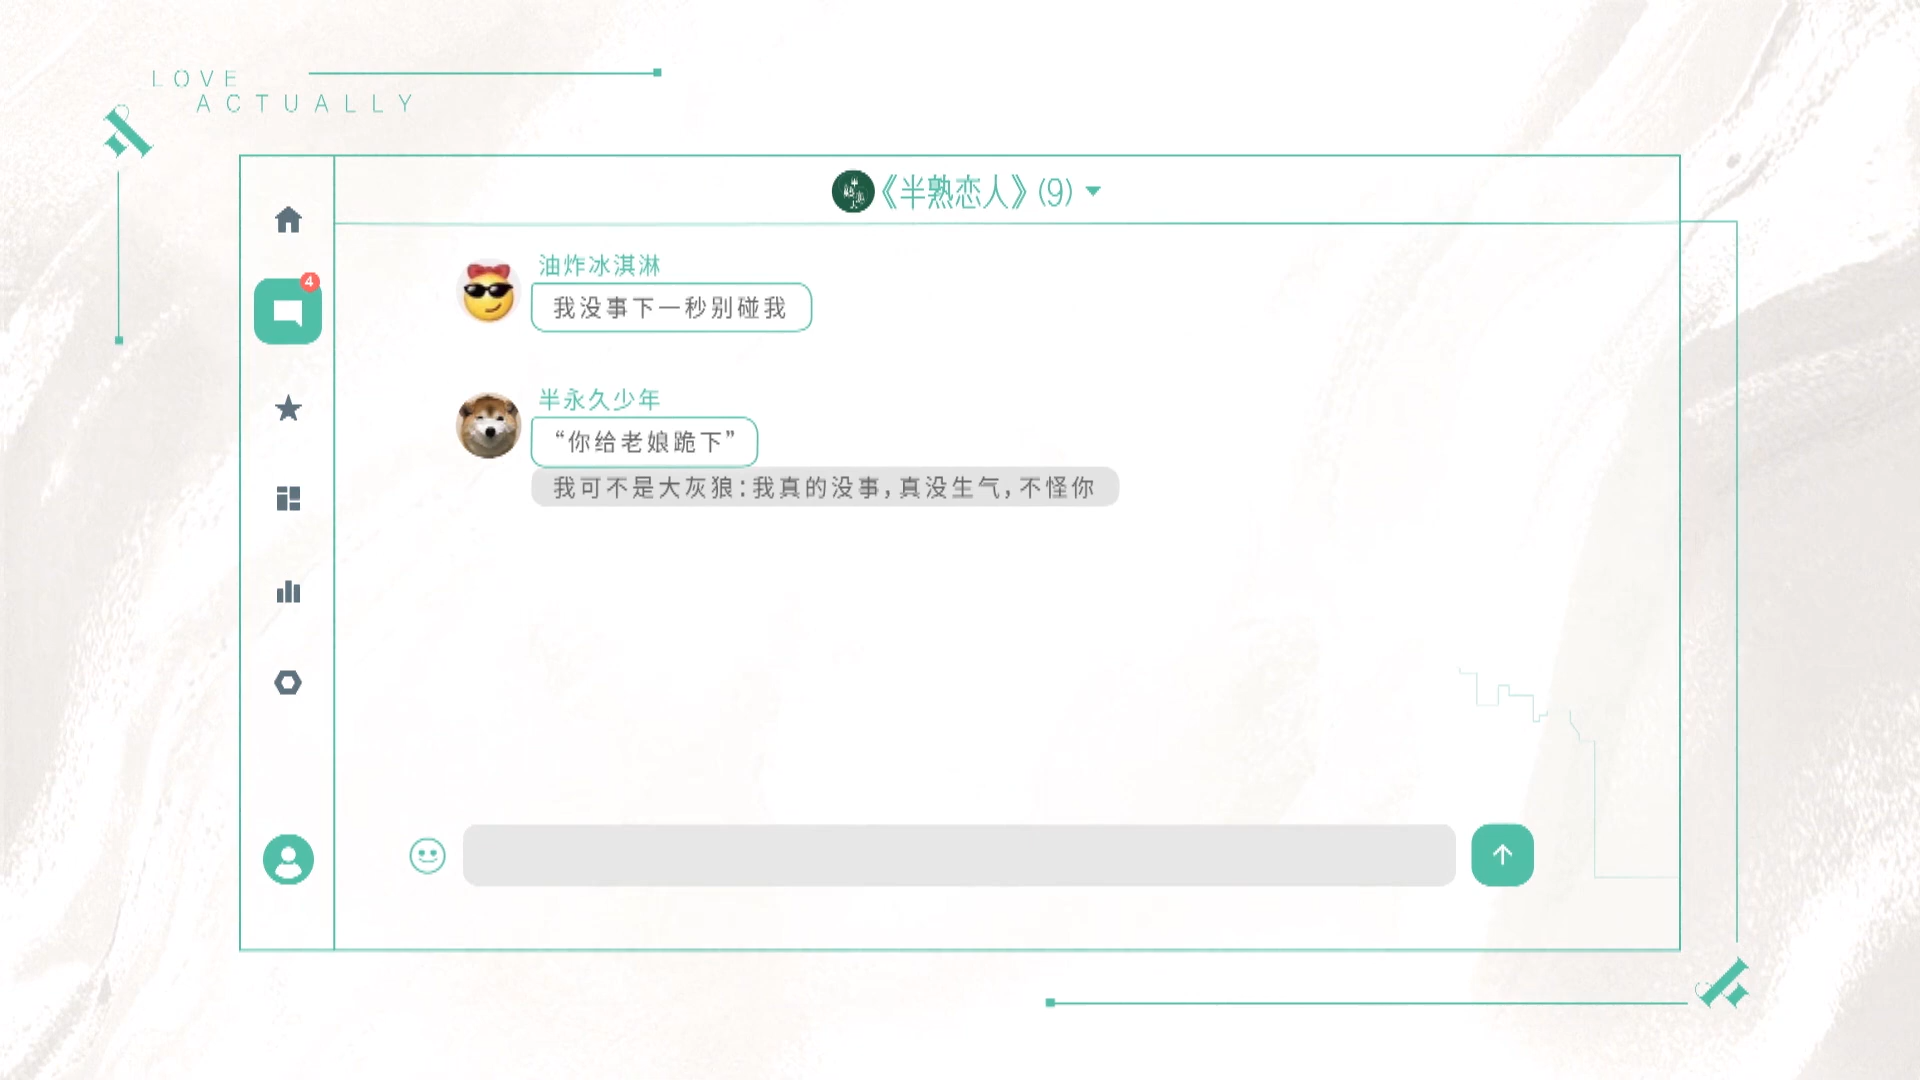 LOVE
ACTUALLY
《半熟恋人》(9)
油炸冰淇淋
我没事下一秒别碰我
4
半永久少年
“你给老娘跪下”
我可不是大灰狼：我真的没事，真没生气，不怪你